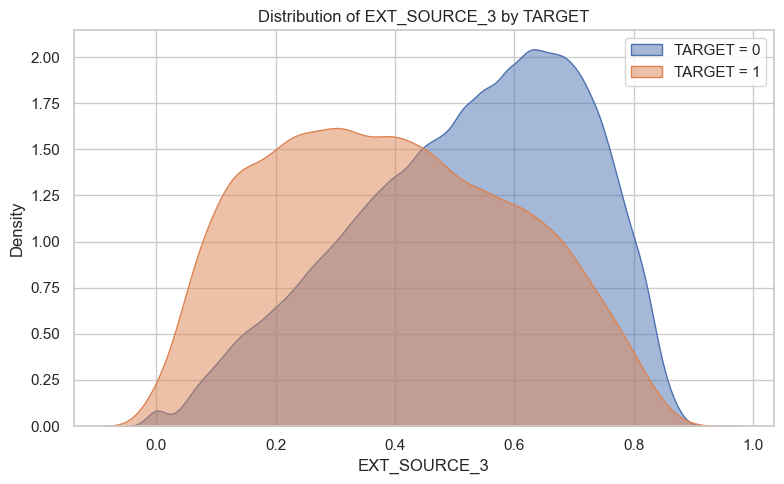 Distribution of EXT_SOURCE_3 by TARGET
TARGET = 0
TARGET = 1
2.00
1.75
1.50
1.25
1.00
0.75
0.50
0.25
0.00
Density
0.0 0.2 0.4 0.6 0.8 1.0
EXT_SOURCE_3